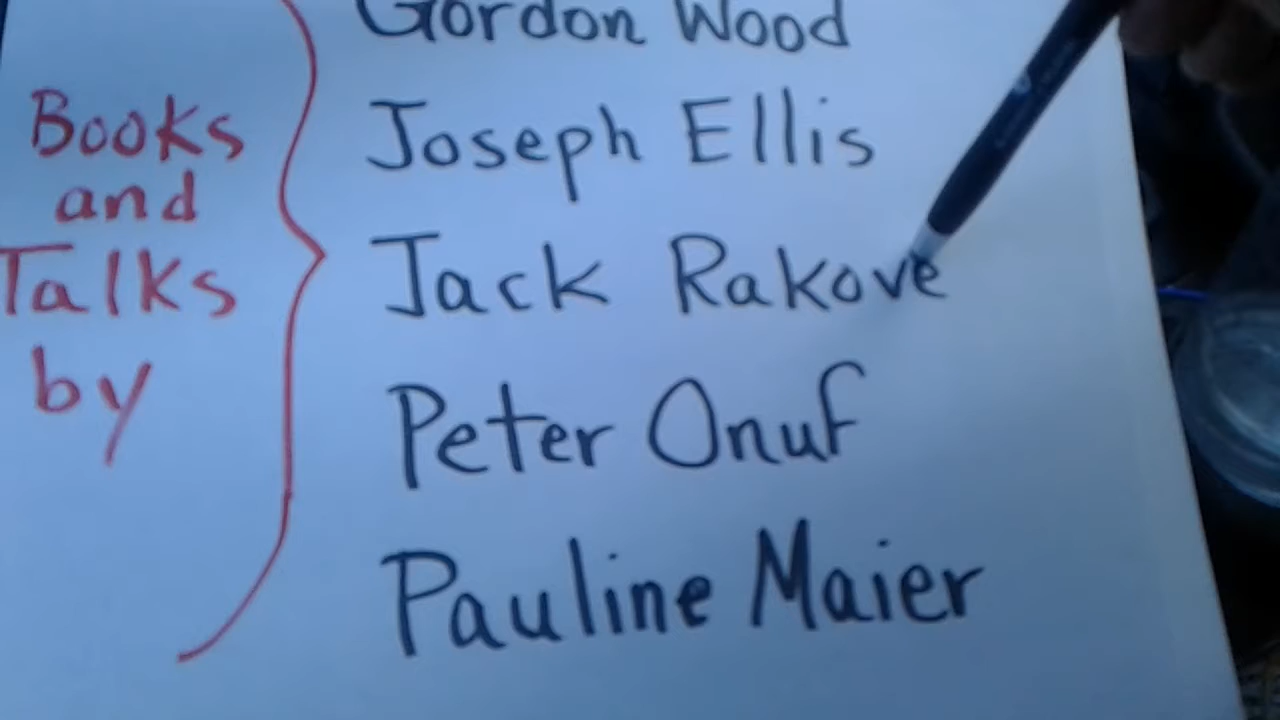 Books
and
Talks
by
Gordon Wood
Joseph Ellis
Jack Rakove
Peter Onuf
Pauline Maier